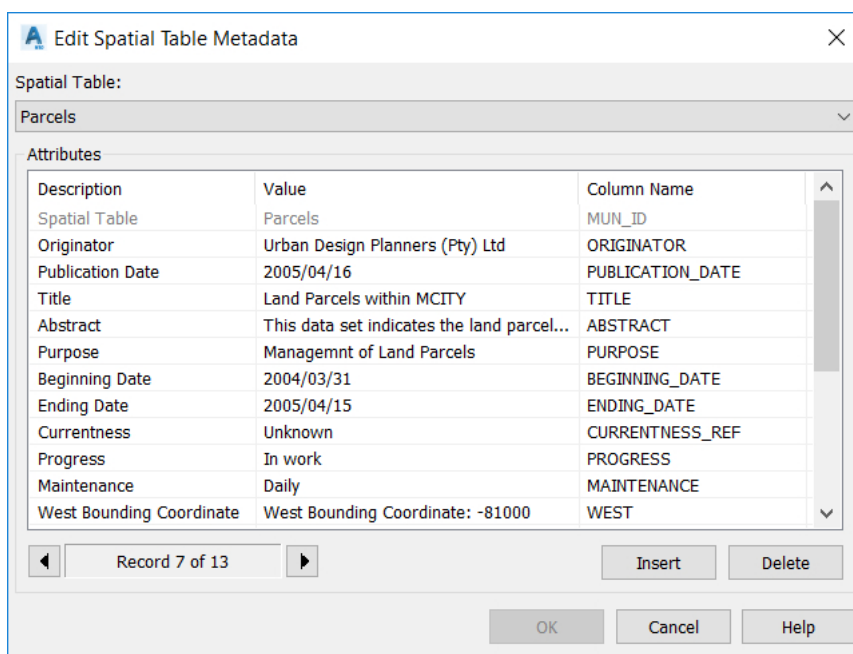 Edit Spatial Table Metadata
Spatial Table:
Parcels
Attributes
Description Value Column Name
Spatial Table Parcels MUN_ID
Originator Urban Design Planners (Pty) Ltd ORIGINATOR
Publication Date 2005/04/16 PUBLICATION_DATE
Title Land Parcels within MCITY TITLE
Abstract This data set indicates the land parcel... ABSTRACT
Purpose Managemnt of Land Parcels PURPOSE
Beginning Date 2004/03/31 BEGINNING_DATE
Ending Date 2005/04/15 ENDING_DATE
Currentness Unknown CURRENTNESS_REF
Progress In work PROGRESS
Maintenance Daily MAINTENANCE
West Bounding Coordinate West Bounding Coordinate: -81000 WEST
Record 7 of 13 Insert Delete
OK Cancel Help